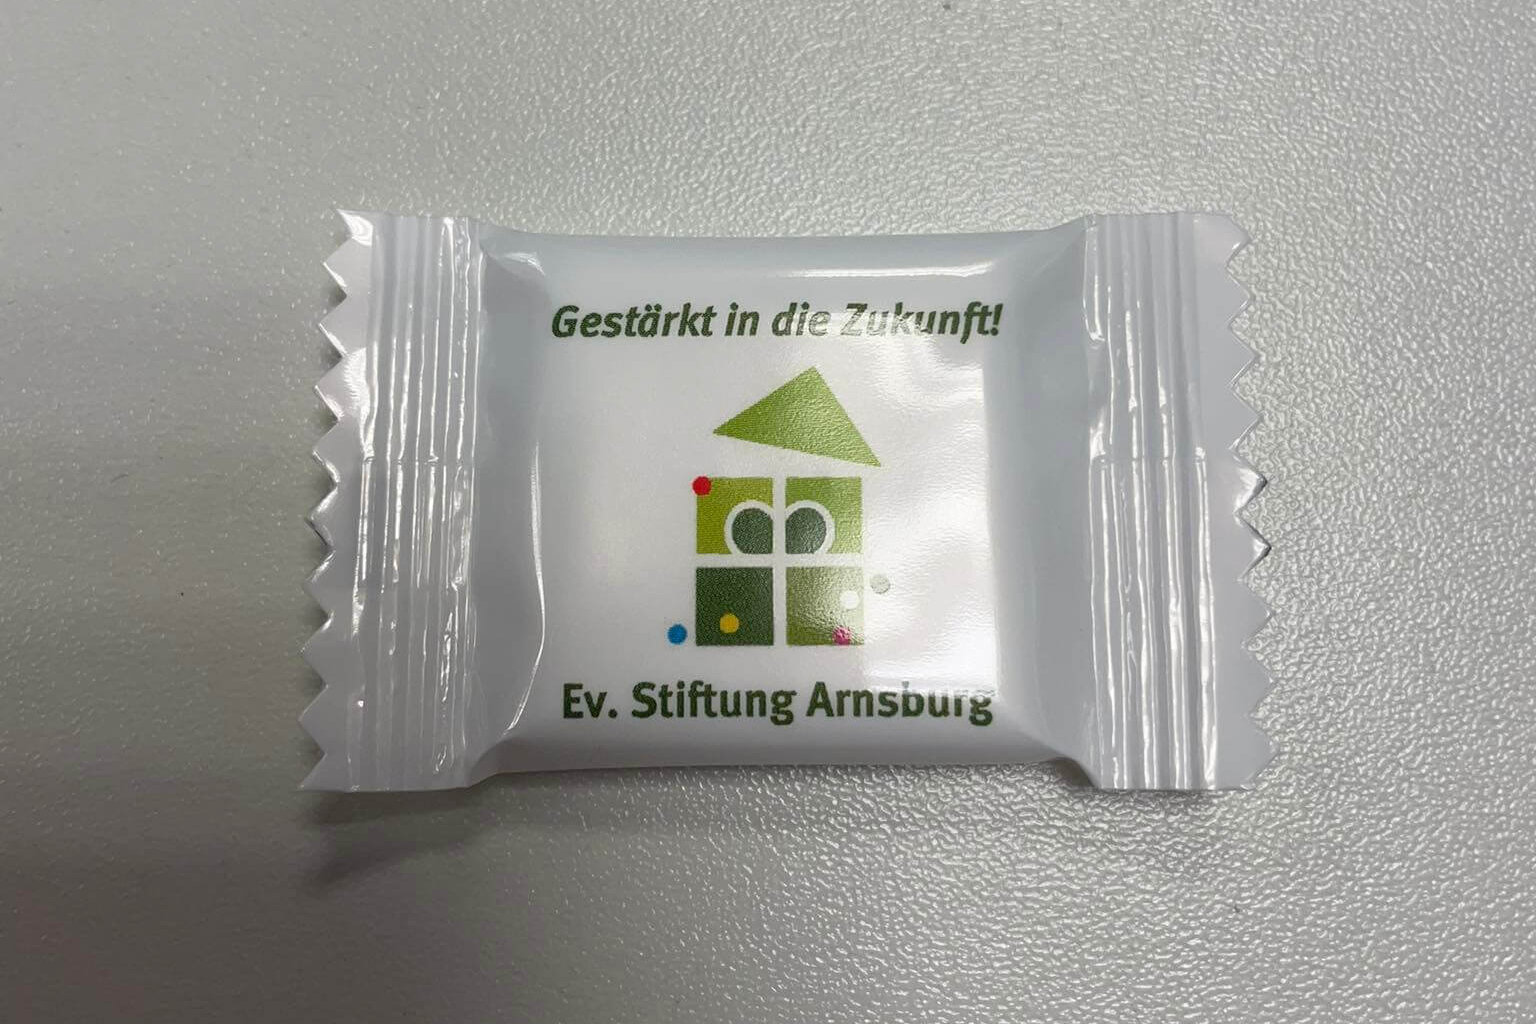 Gestärkt in die Zukunft!
Ev. Stiftung Arnsburg